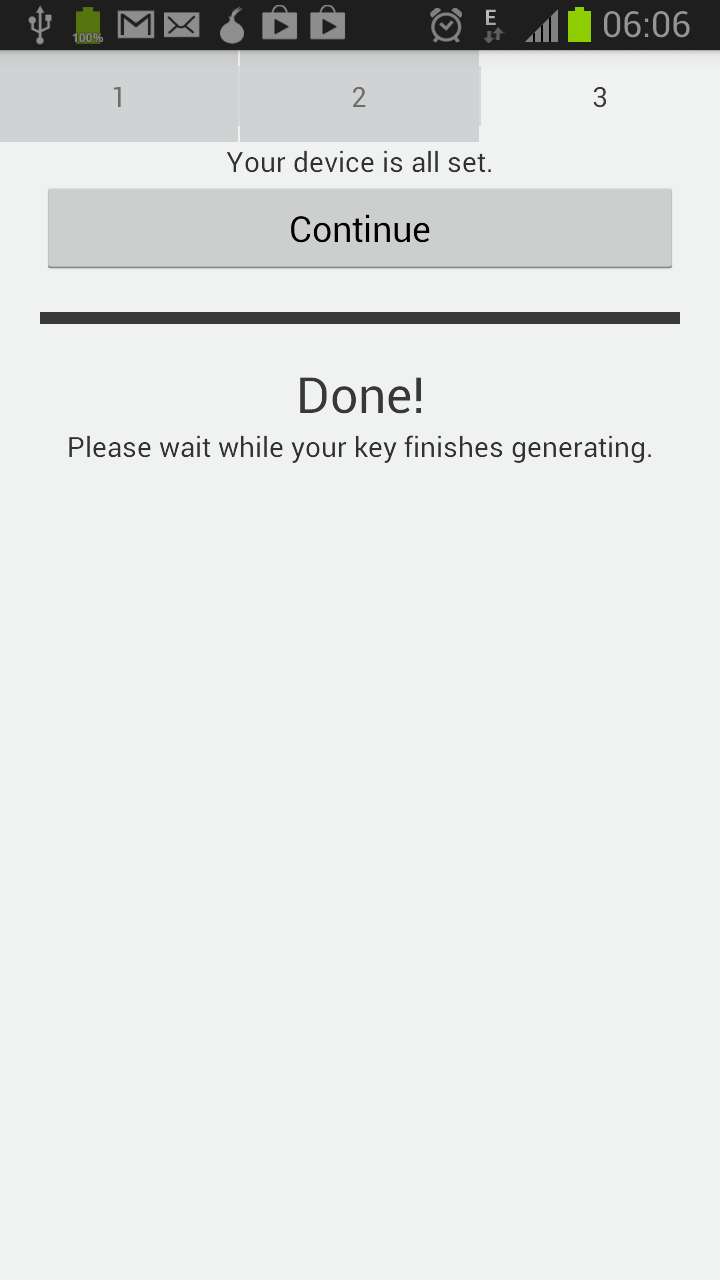 100%
E
06:06
1
2
3
Your device is all set.
Continue
Done!
Please wait while your key finishes generating.